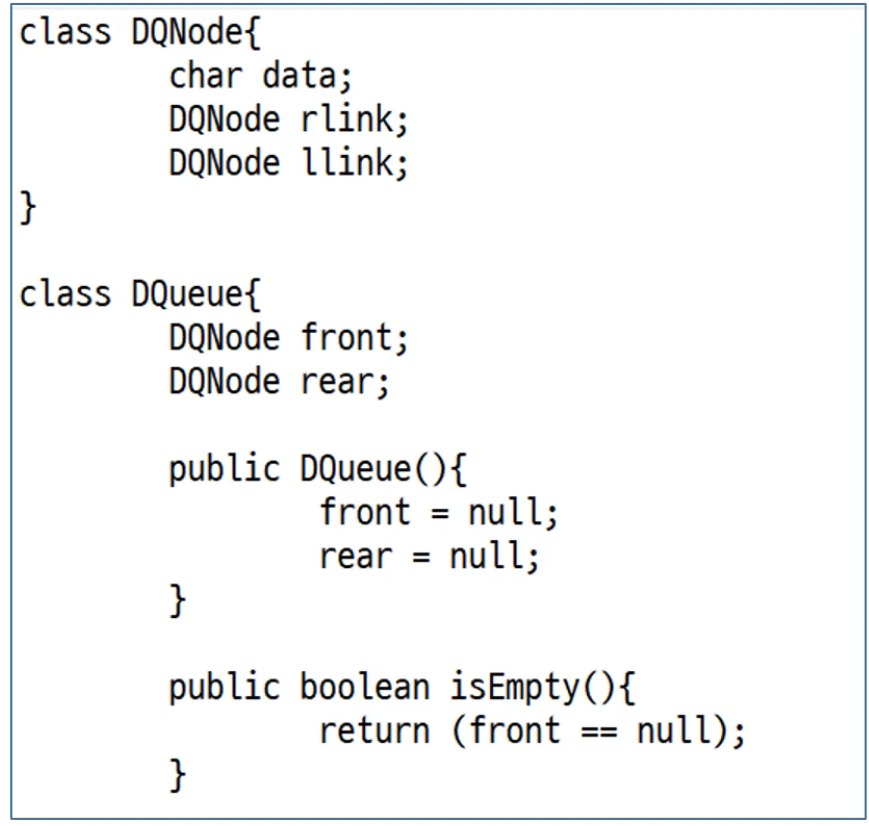 class DQNode{
        char data;
        DQNode rlink;
        DQNode llink;
}

class DQueue{
        DQNode front;
        DQNode rear;

        public DQueue(){
                front = null;
                rear = null;
        }

        public boolean isEmpty(){
                return (front == null);
        }